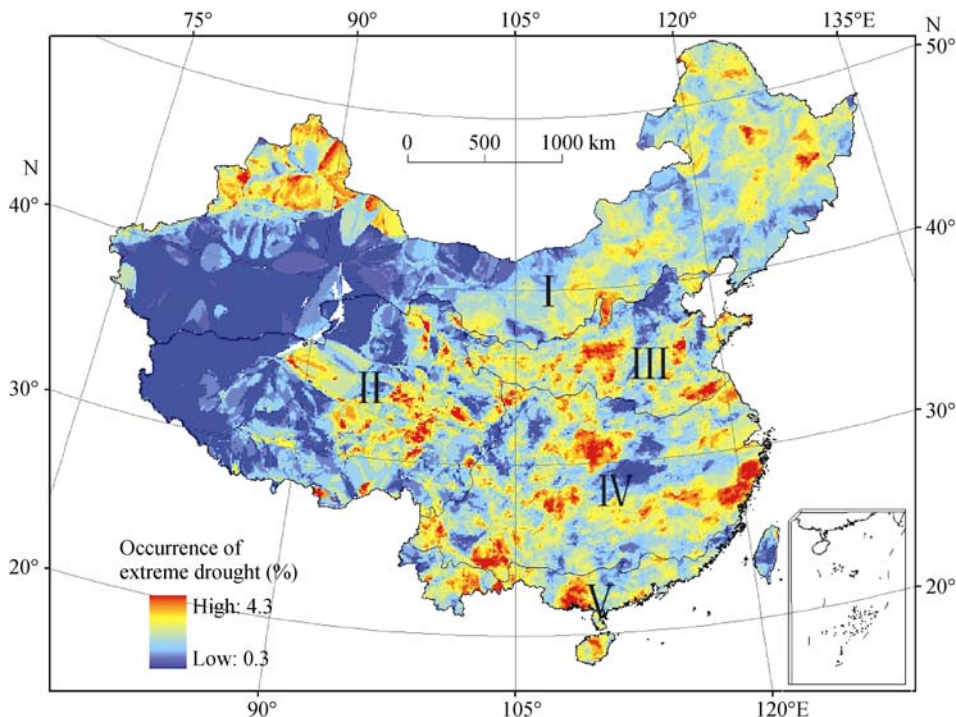 75° 90° 105° 120° 135°E
N
50°
N
0 500 1000 km
40°
40°
I
III
II
30°
30°
IV
Occurrence of
extreme drought (%)
High: 4.3
Low: 0.3
20°
20°
V
90° 105° 120°E